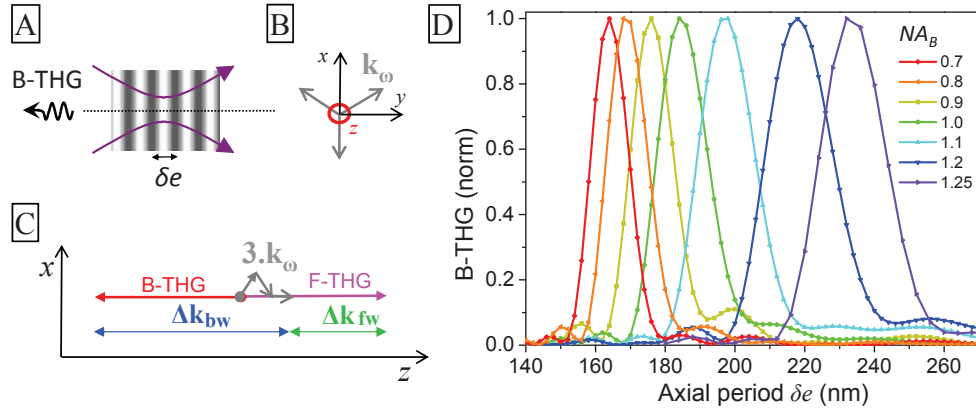 A
B-THG
δe
B
x
k_ω
y
z
C
x
3.k_ω
B-THG
F-THG
Δk_bw
Δk_fw
z
D
B-THG (norm)
1.0
0.8
0.6
0.4
0.2
0.0
140 160 180 200 220 240 260
Axial period δe (nm)
NA_B
0.7
0.8
0.9
1.0
1.1
1.2
1.25